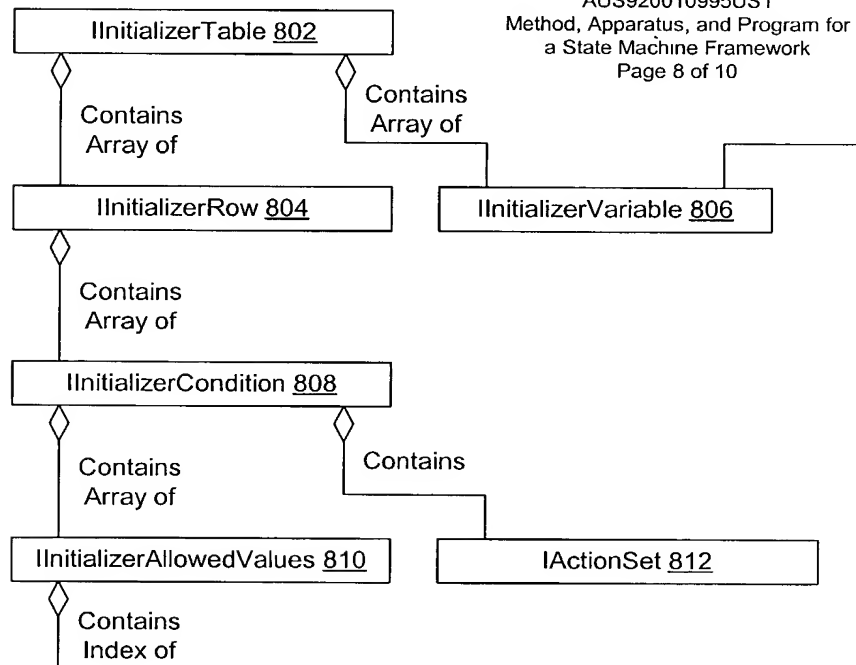 AUS920010995US1
Method, Apparatus, and Program for
a State Machine Framework
Page 8 of 10
IInitializerTable 802
Contains
Array of
Contains
Array of
IInitializerRow 804
IInitializerVariable 806
Contains
Array of
IInitializerCondition 808
Contains
Array of
Contains
IInitializerAllowedValues 810
IActionSet 812
Contains
Index of